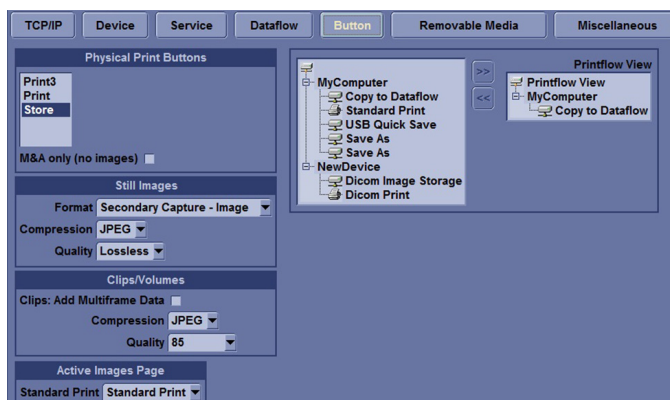 TCP/IP Device Service Dataflow Button Removable Media Miscellaneous
Physical Print Buttons
Print3
Print
Store
M&A only (no images)
Still Images
Format Secondary Capture - Image
Compression JPEG
Quality Lossless
Clips/Volumes
Clips: Add Multiframe Data
Compression JPEG
Quality 85
Active Images Page
Standard Print Standard Print
MyComputer
Copy to Dataflow
Standard Print
USB Quick Save
Save As
Save As
NewDevice
Dicom Image Storage
Dicom Print
>>
<<
Printflow View
Printflow View
MyComputer
Copy to Dataflow